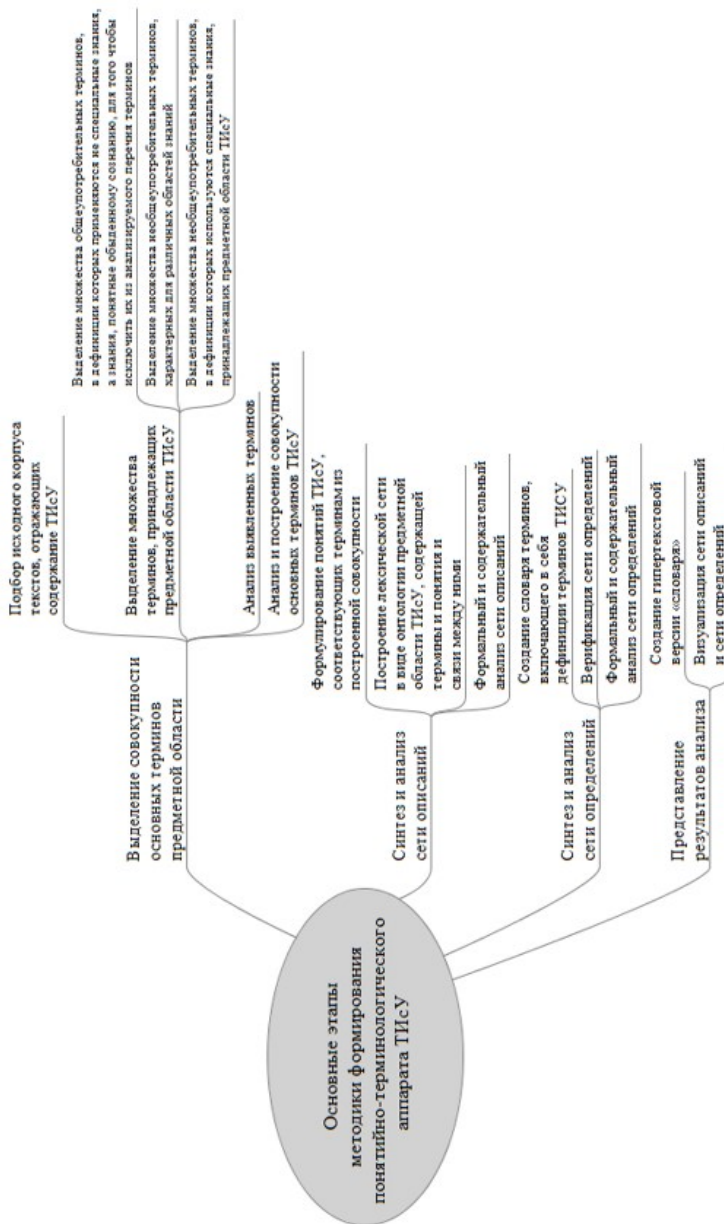 Основные этапы
методики формирования
понятийно-терминологического
аппарата ТИсУ
Выделение совокупности
основных терминов
предметной области
Подбор исходного корпуса
текстов, отражающих
содержание ТИсУ
Выделение множества
терминов, принадлежащих
предметной области ТИсУ
Выделение множества общеупотребительных терминов,
в дефиниции которых применяются не специальные знания,
а знания, понятные обыденному сознанию, для того чтобы
исключить их из анализируемого перечня терминов
Выделение множества необщеупотребительных терминов,
характерных для различных областей знаний
Выделение множества необщеупотребительных терминов,
в дефиниции которых используются специальные знания,
принадлежащих предметной области ТИсУ
Анализ выявленных терминов
Анализ и построение совокупности
основных терминов ТИсУ
Синтез и анализ
сети описаний
Формулирование понятий ТИсУ,
соответствующих терминам из
построенной совокупности
Построение лексической сети
в виде онтологии предметной
области ТИсУ, содержащей
термины и понятия и
связи между ними
Формальный и содержательный
анализ сети описаний
Синтез и анализ
сети определений
Создание словаря терминов,
включающего в себя
дефиниции терминов ТИСУ
Верификация сети определений
Формальный и содержательный
анализ сети определений
Представление
результатов анализа
Создание гипертекстовой
версии «словаря»
Визуализация сети описаний
и сети определений